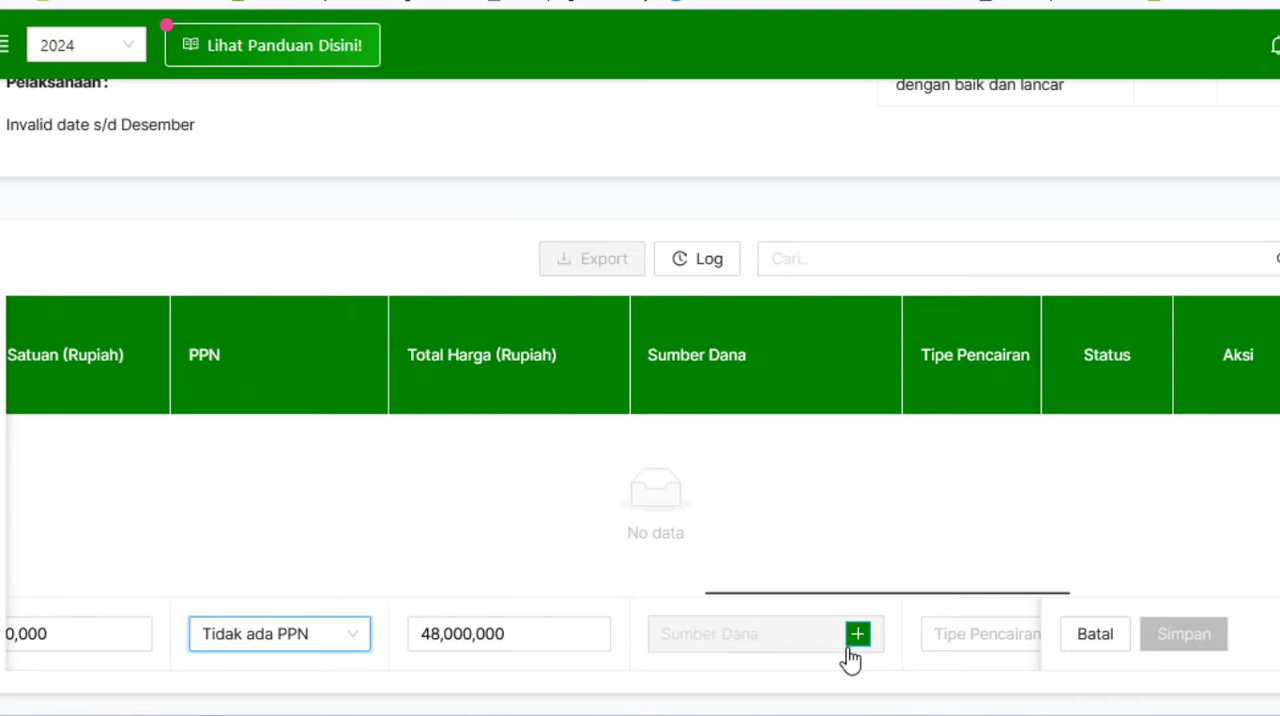 2024
Lihat Panduan Disini!
Pelaksanaan :
dengan baik dan lancar
Invalid date s/d Desember
Export
Log
Cari..
Satuan (Rupiah)
PPN
Total Harga (Rupiah)
Sumber Dana
Tipe Pencairan
Status
Aksi
No data
0,000
Tidak ada PPN
48,000,000
Sumber Dana
Tipe Pencairan
Batal
Simpan